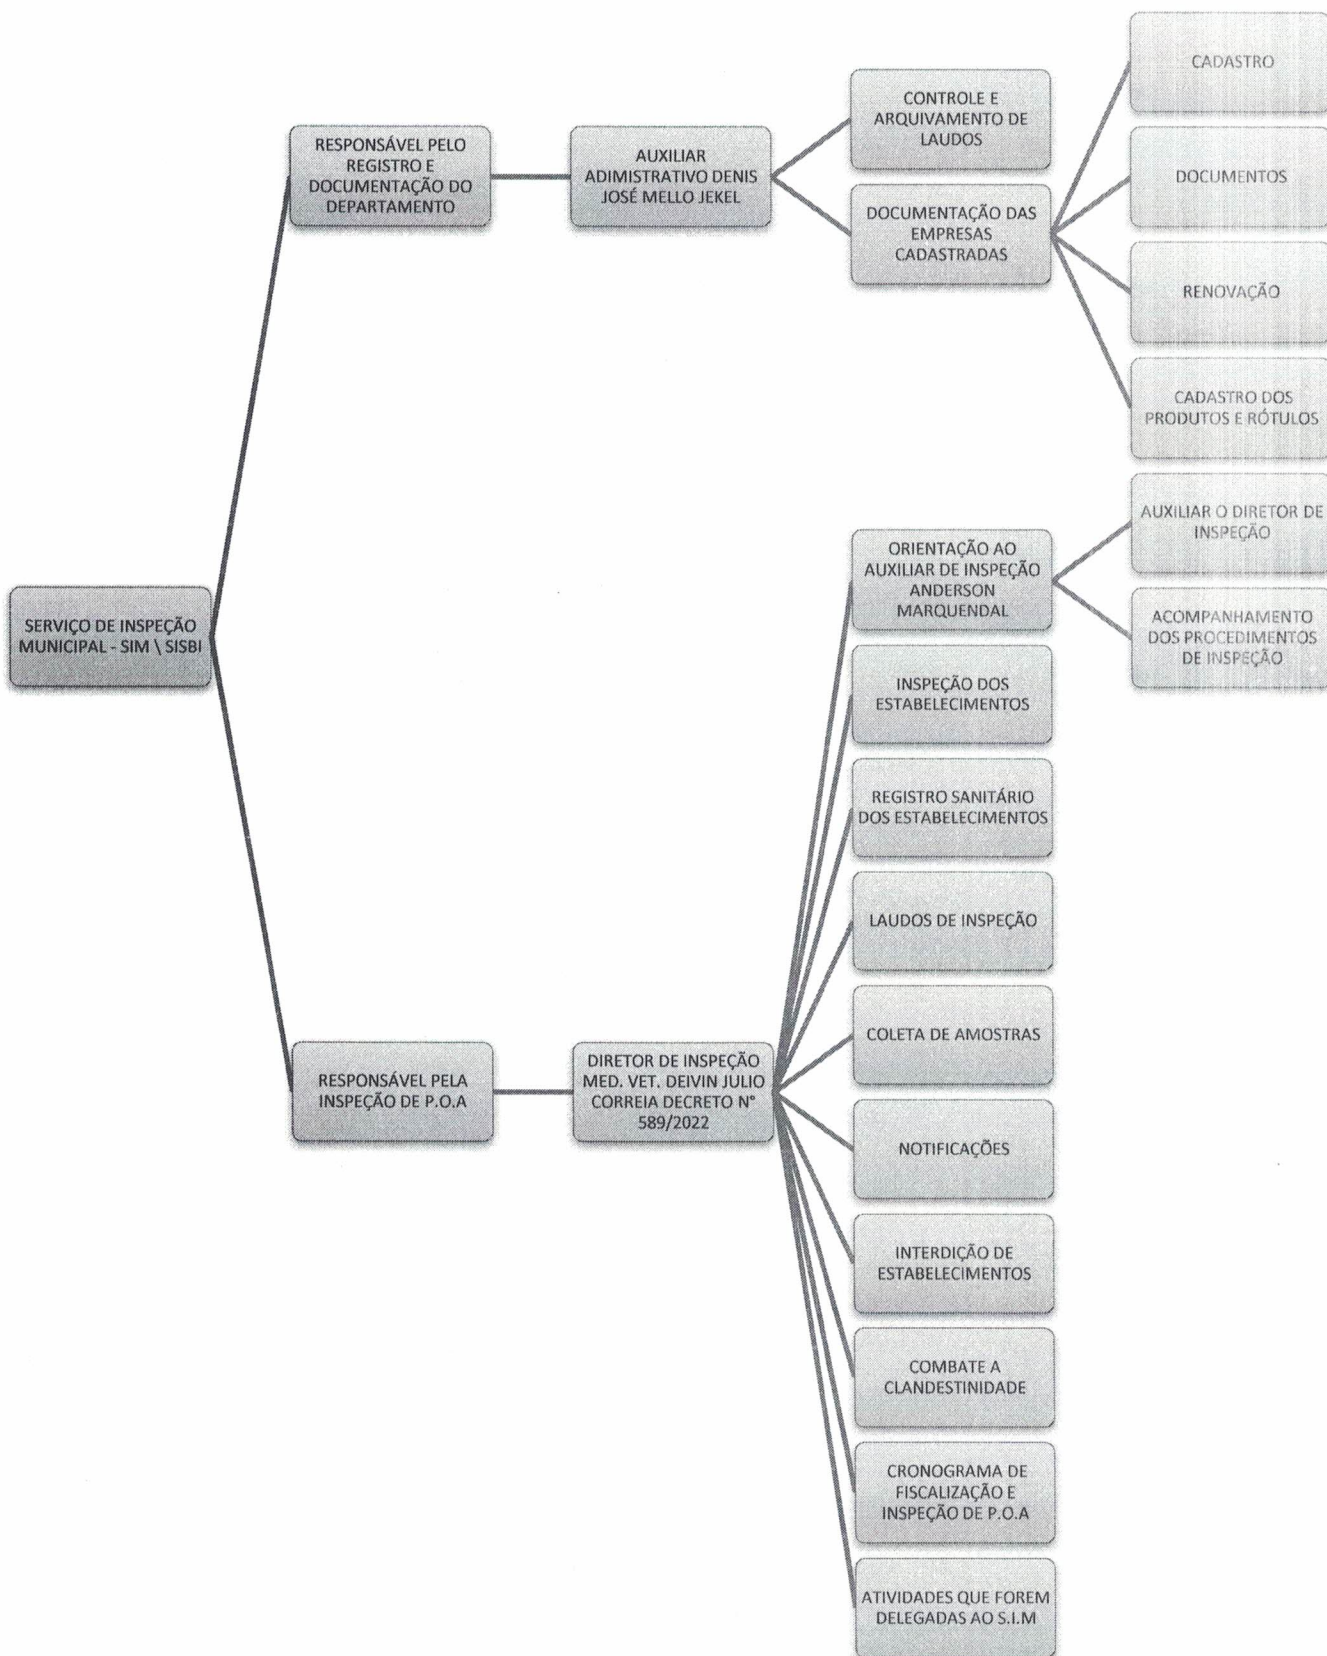 SERVIÇO DE INSPEÇÃO
MUNICIPAL - SIM \ SISBI
RESPONSÁVEL PELO
REGISTRO E
DOCUMENTAÇÃO DO
DEPARTAMENTO
AUXILIAR
ADIMISTRATIVO DENIS
JOSÉ MELLO JEKEL
CONTROLE E
ARQUIVAMENTO DE
LAUDOS
DOCUMENTAÇÃO DAS
EMPRESAS
CADASTRADAS
CADASTRO
DOCUMENTOS
RENOVAÇÃO
CADASTRO DOS
PRODUTOS E RÓTULOS
RESPONSÁVEL PELA
INSPEÇÃO DE P.O.A
DIRETOR DE INSPEÇÃO
MED. VET. DEIVIN JULIO
CORREIA DECRETO N°
589/2022
ORIENTAÇÃO AO
AUXILIAR DE INSPEÇÃO
ANDERSON
MARQUENDAL
AUXILIAR O DIRETOR DE
INSPEÇÃO
ACOMPANHAMENTO
DOS PROCEDIMENTOS
DE INSPEÇÃO
INSPEÇÃO DOS
ESTABELECIMENTOS
REGISTRO SANITÁRIO
DOS ESTABELECIMENTOS
LAUDOS DE INSPEÇÃO
COLETA DE AMOSTRAS
NOTIFICAÇÕES
INTERDIÇÃO DE
ESTABELECIMENTOS
COMBATE A
CLANDESTINIDADE
CRONOGRAMA DE
FISCALIZAÇÃO E
INSPEÇÃO DE P.O.A
ATIVIDADES QUE FOREM
DELEGADAS AO S.I.M